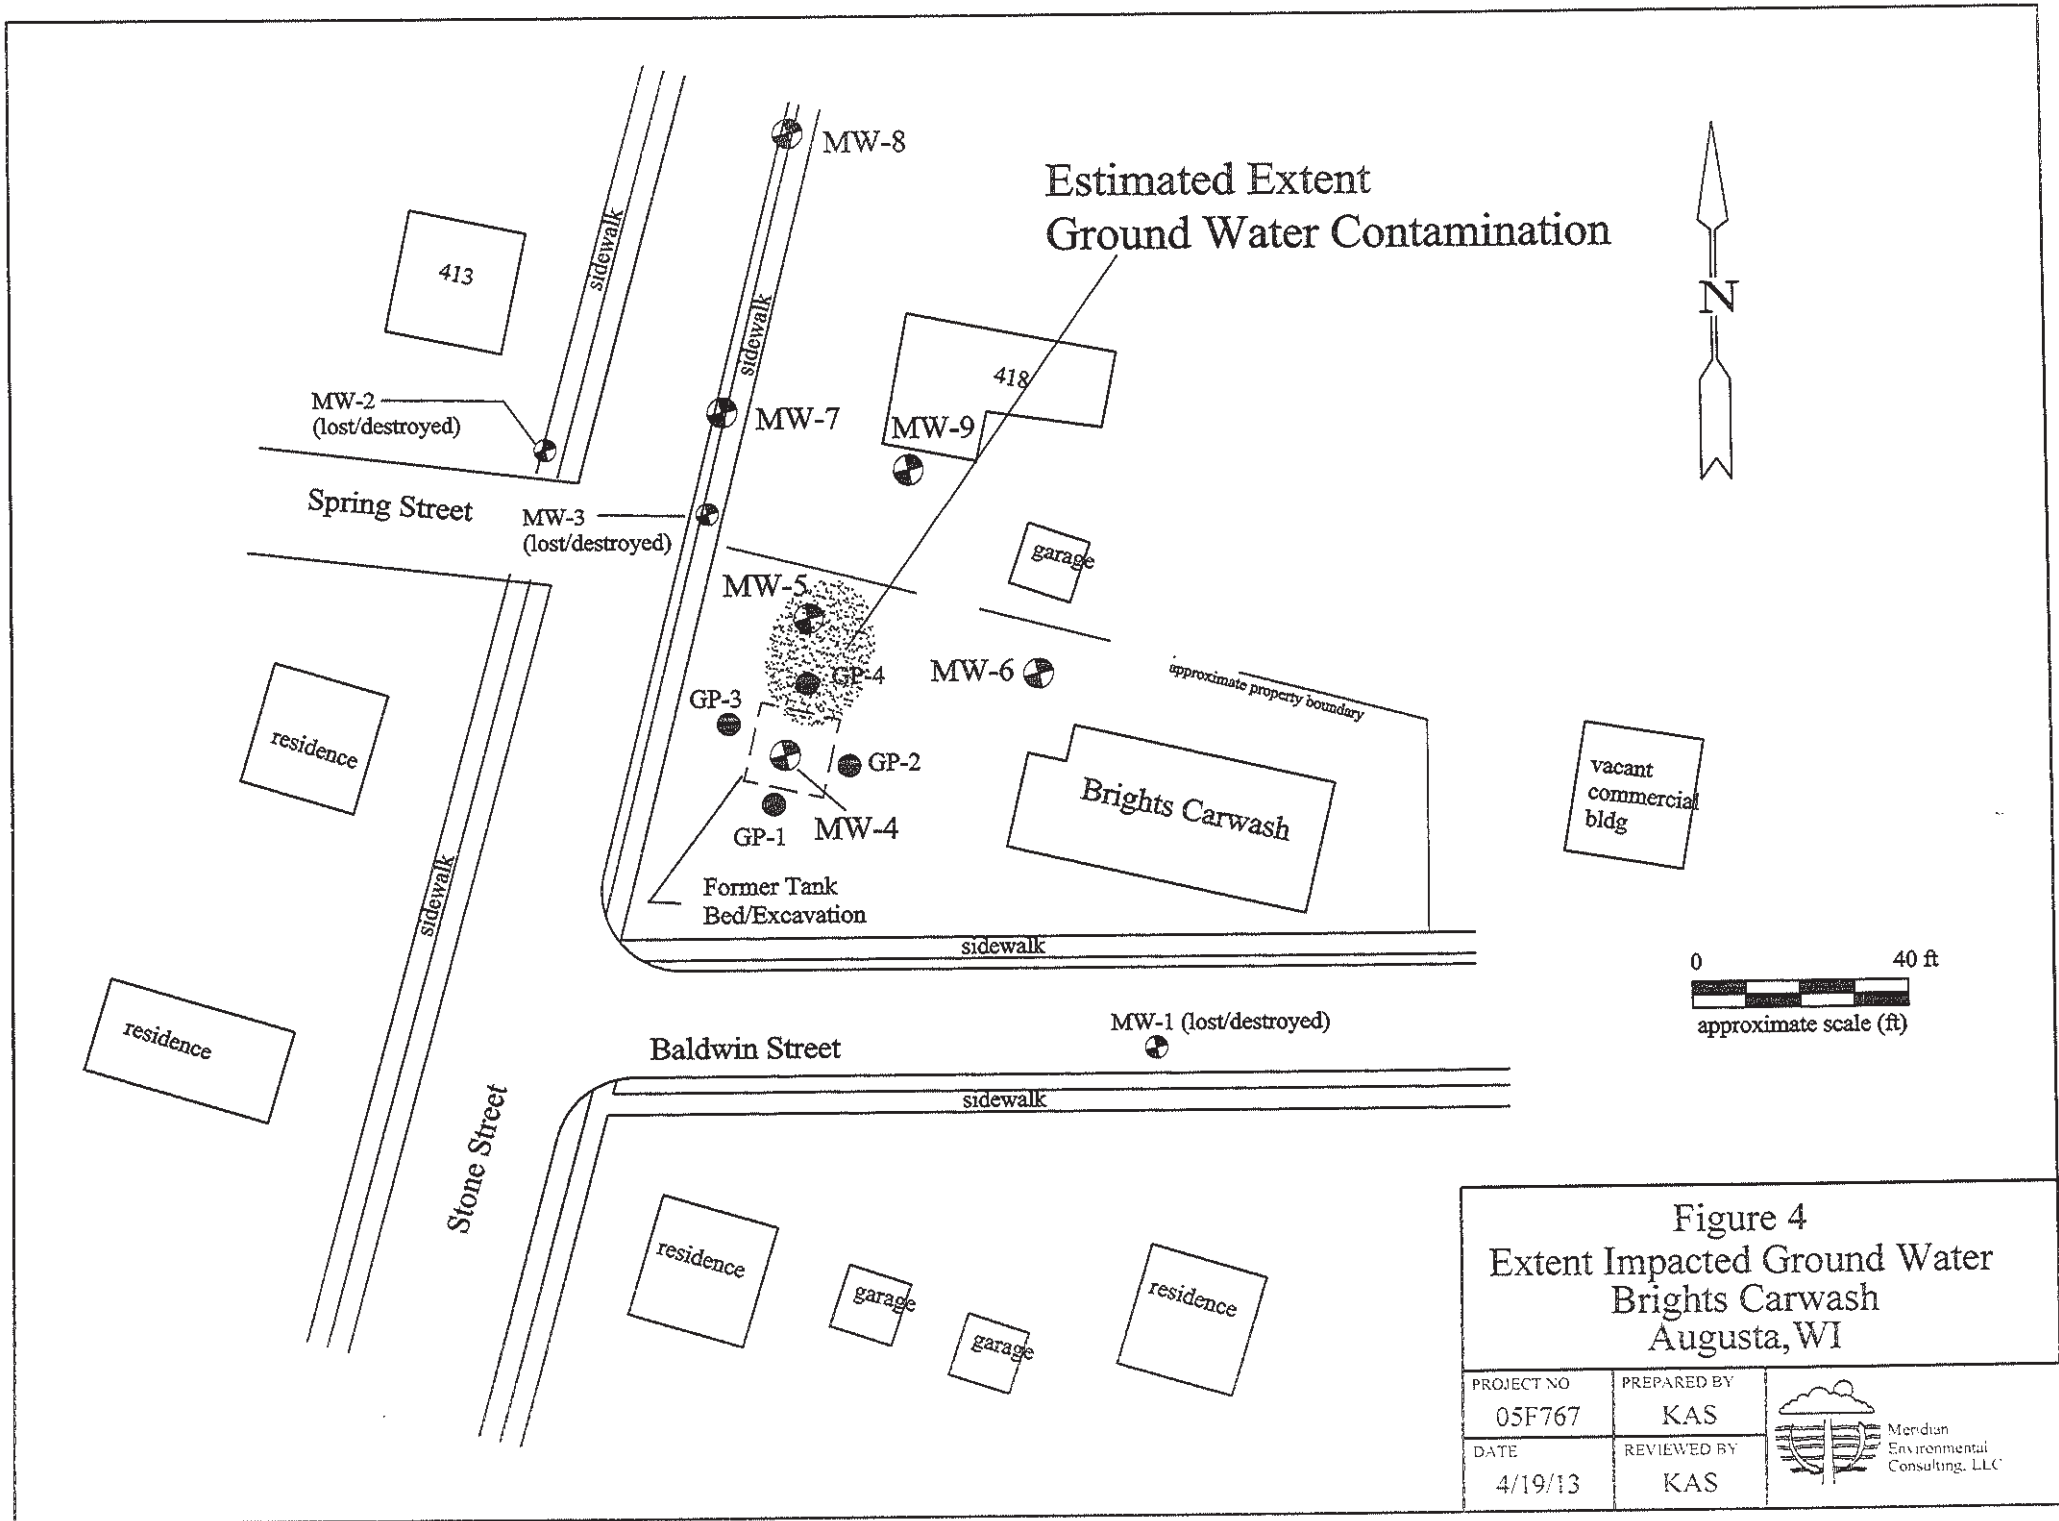 MW-8
Estimated Extent
Ground Water Contamination
sidewalk
413
N
sidewalk
418
MW-2
(lost/destroyed)
MW-7
MW-9
Spring Street
MW-3
(lost/destroyed)
garage
MW-5
MW-6
approximate property boundary
GP-4
GP-3
residence
GP-2
vacant
commercial
bldg
Brights Carwash
GP-1
MW-4
sidewalk
Former Tank
Bed/Excavation
sidewalk
0 40 ft
approximate scale (ft)
MW-1 (lost/destroyed)
residence
Baldwin Street
sidewalk
Stone Street
residence
garage
garage
residence
Figure 4
Extent Impacted Ground Water
Brights Carwash
Augusta, WI
PROJECT NO
05F767
PREPARED BY
KAS
DATE
4/19/13
REVIEWED BY
KAS
Meridian
Environmental
Consulting, LLC